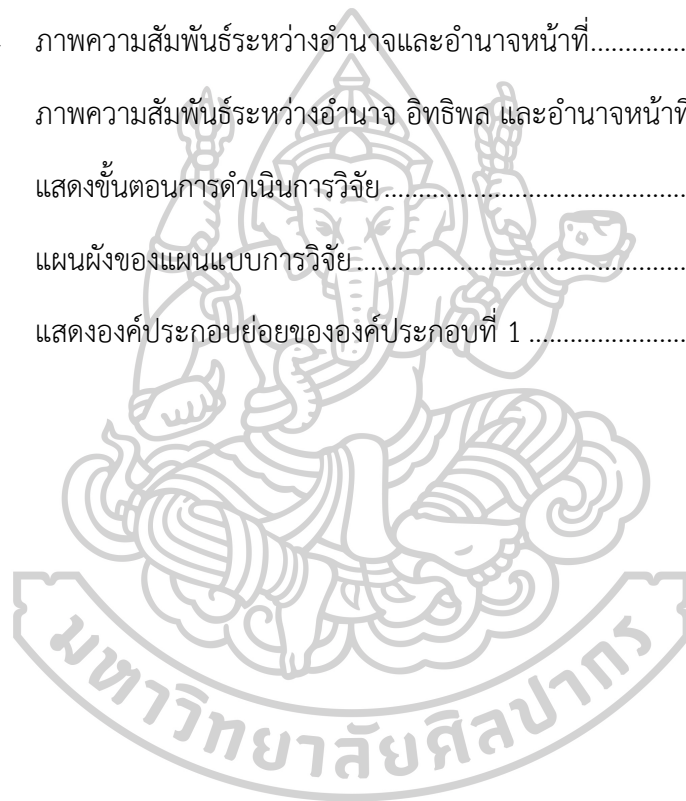 ภาพความสัมพันธ์ระหว่างอำนาจและอำนาจหน้าที่..............
ภาพความสัมพันธ์ระหว่างอำนาจ อิทธิพล และอำนาจหน้าที่
แสดงขั้นตอนการดำเนินการวิจัย............................................
แผนผังของแผนแบบการวิจัย................................................
แสดงองค์ประกอบย่อยขององค์ประกอบที่ 1.......................
มหาวิทยาลัยศิลปากร